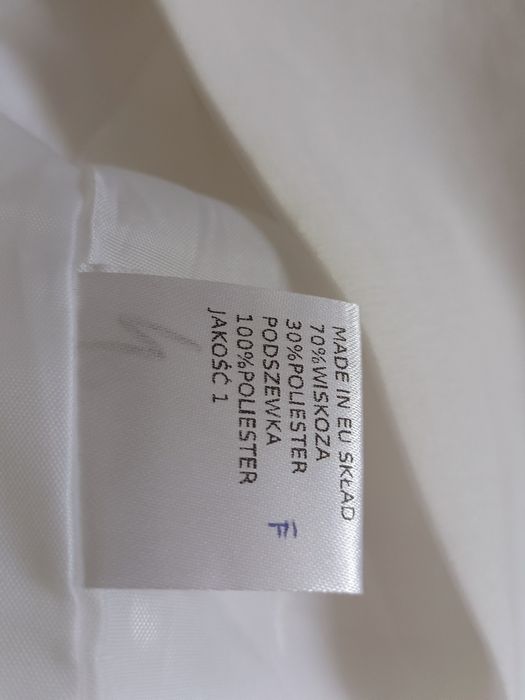 MADE IN EU SKŁAD
70%WISKOZA
30%POLIESTER
PODSZEWKA
100%POLIESTER
JAKOŚĆ 1
F